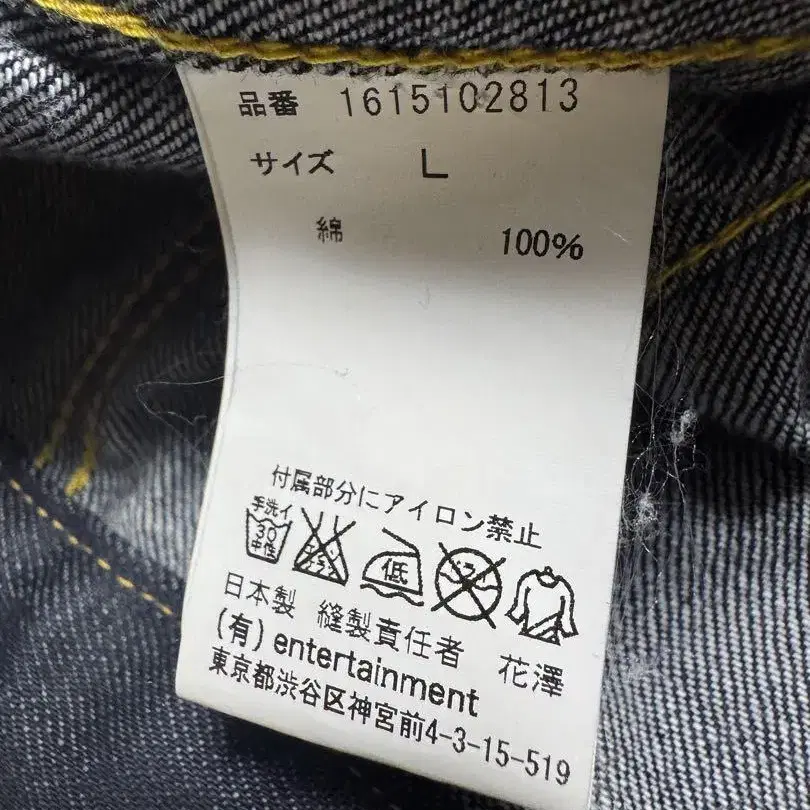 品番 1615102813
サイズ L
綿 100%
付属部分にアイロン禁止
手洗イ 30 中性 低
日本製 縫製責任者 花澤
(有) entertainment
東京都渋谷区神宮前4-3-15-519